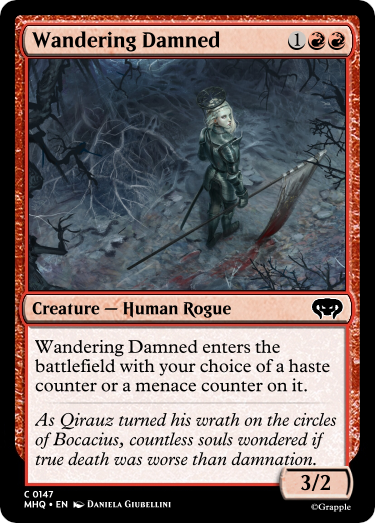 Wandering Damned 1
Creature — Human Rogue
Wandering Damned enters the
battlefield with your choice of a haste
counter or a menace counter on it.
As Qirauz turned his wrath on the circles
of Bocacius, countless souls wondered if
true death was worse than damnation.
3/2
C 0147
MHQ • EN Daniela Giubellini
©Grapple